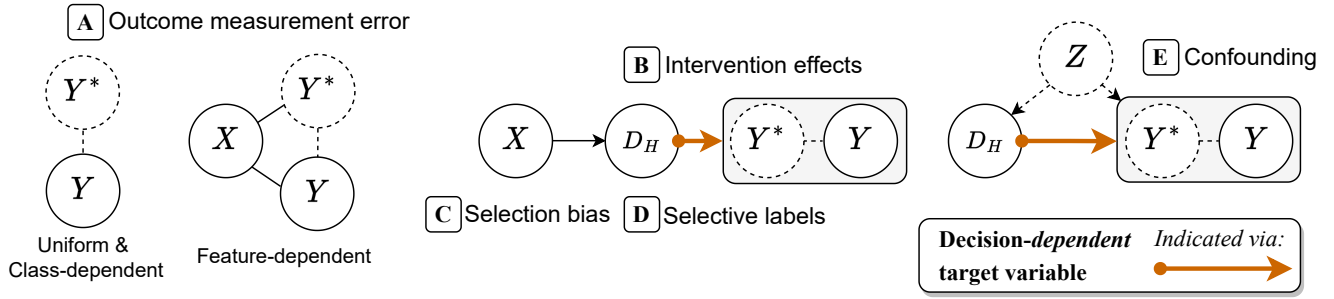 A Outcome measurement error
Y*
Y
Uniform &
Class-dependent
X
Y*
Y
Feature-dependent
B Intervention effects
X
D_H
Y*
Y
C Selection bias
D Selective labels
Z
E Confounding
D_H
Y*
Y
Decision-dependent
target variable
Indicated via: